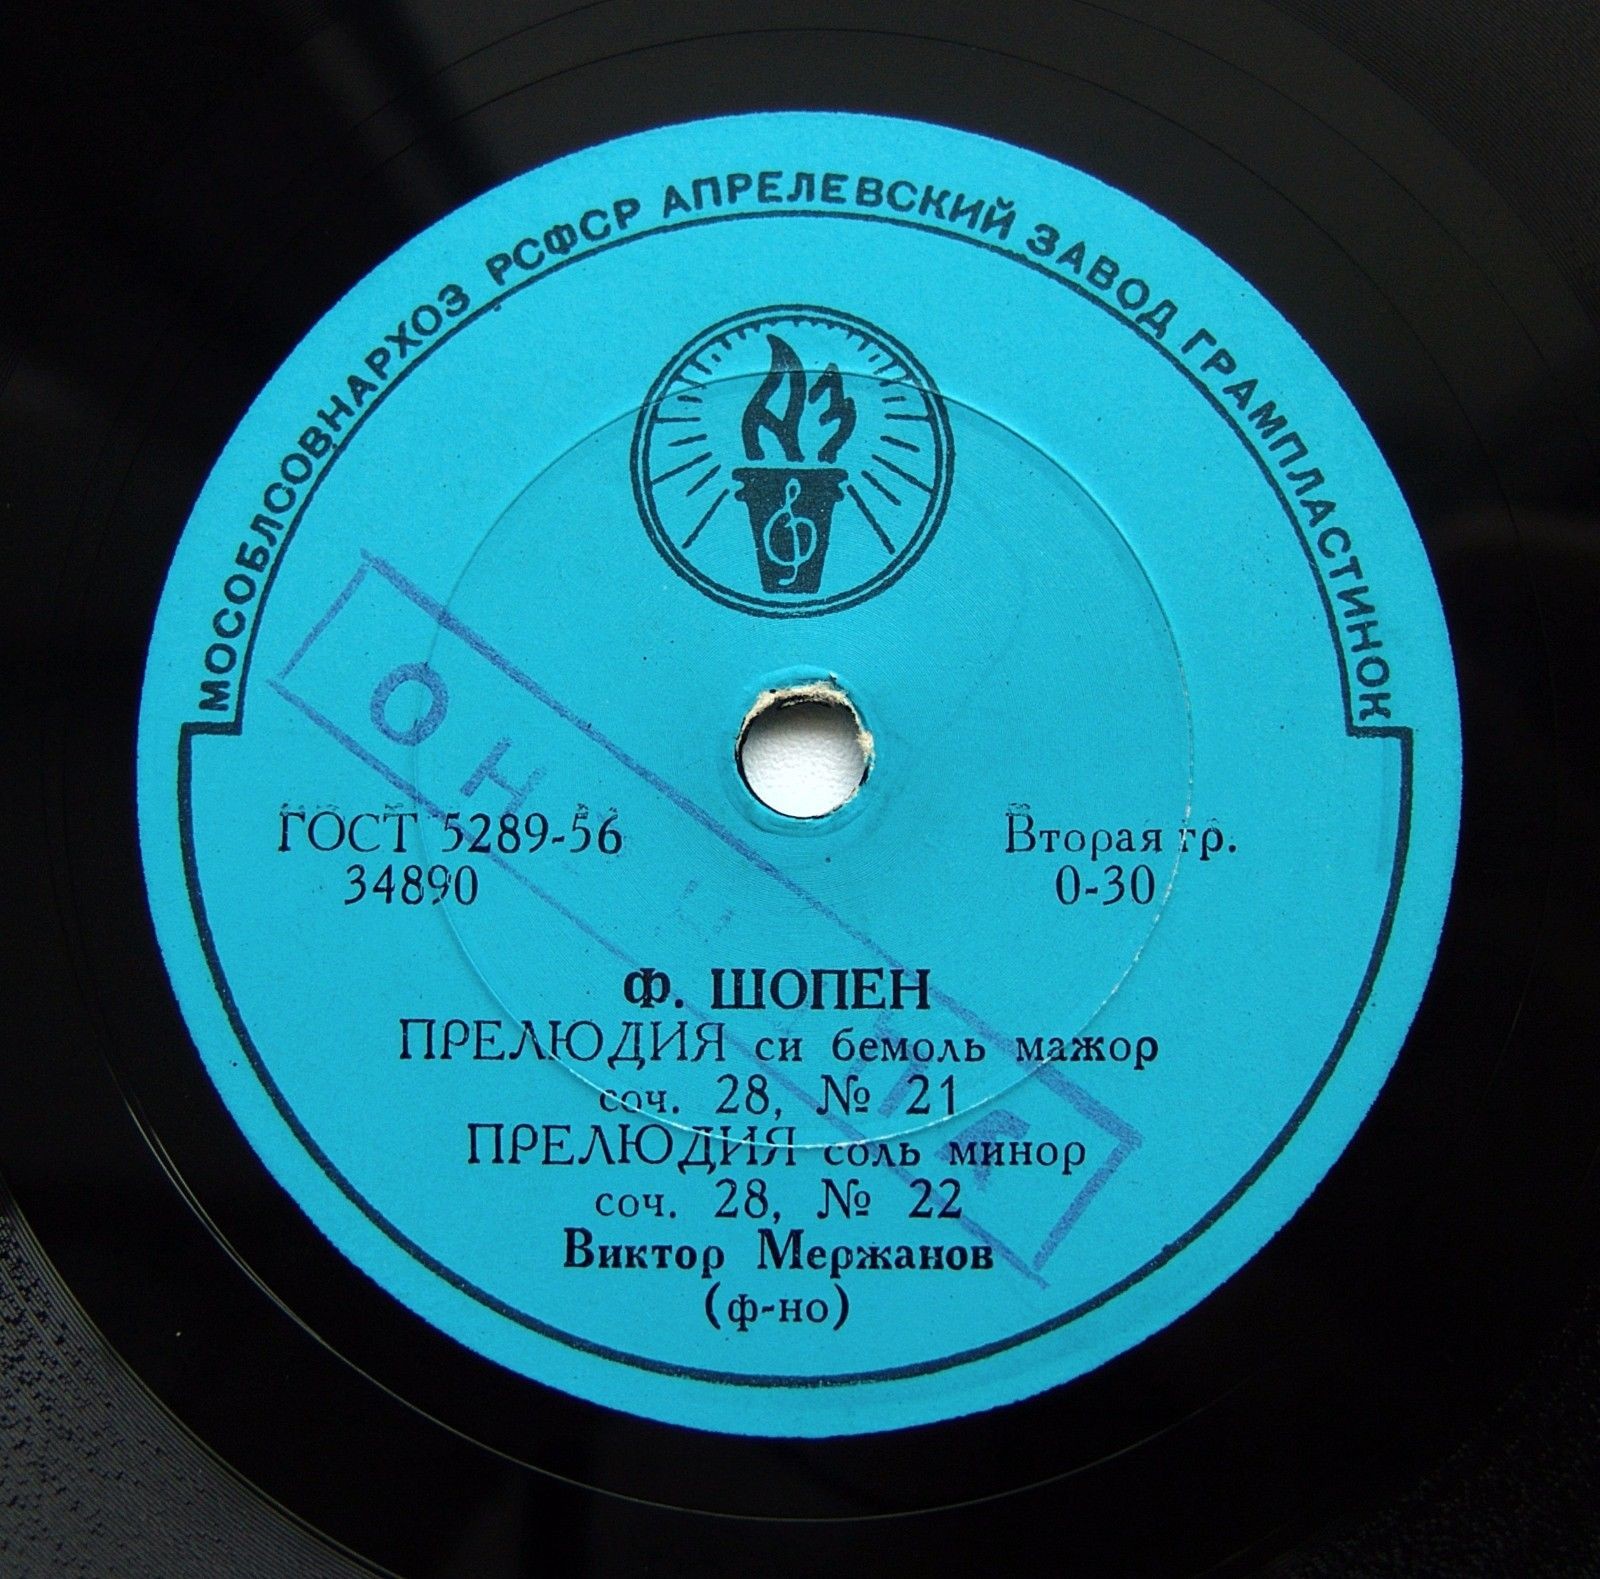 МОСОБЛСОВНАРХОЗ РСФСР АПРЕЛЕВСКИЙ ЗАВОД ГРАМПЛАСТИНОК
АЗ
ГОСТ 5289-56
34890
Вторая гр.
0-30
Ф. ШОПЕН
ПРЕЛЮДИЯ си бемоль мажор
соч. 28, № 21
ПРЕЛЮДИЯ соль минор
соч. 28, № 22
Виктор Мержанов
(ф-но)